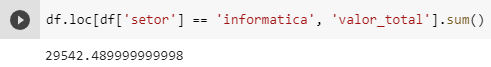 df.loc[df['setor'] == 'informatica', 'valor_total'].sum()
29542.489999999998